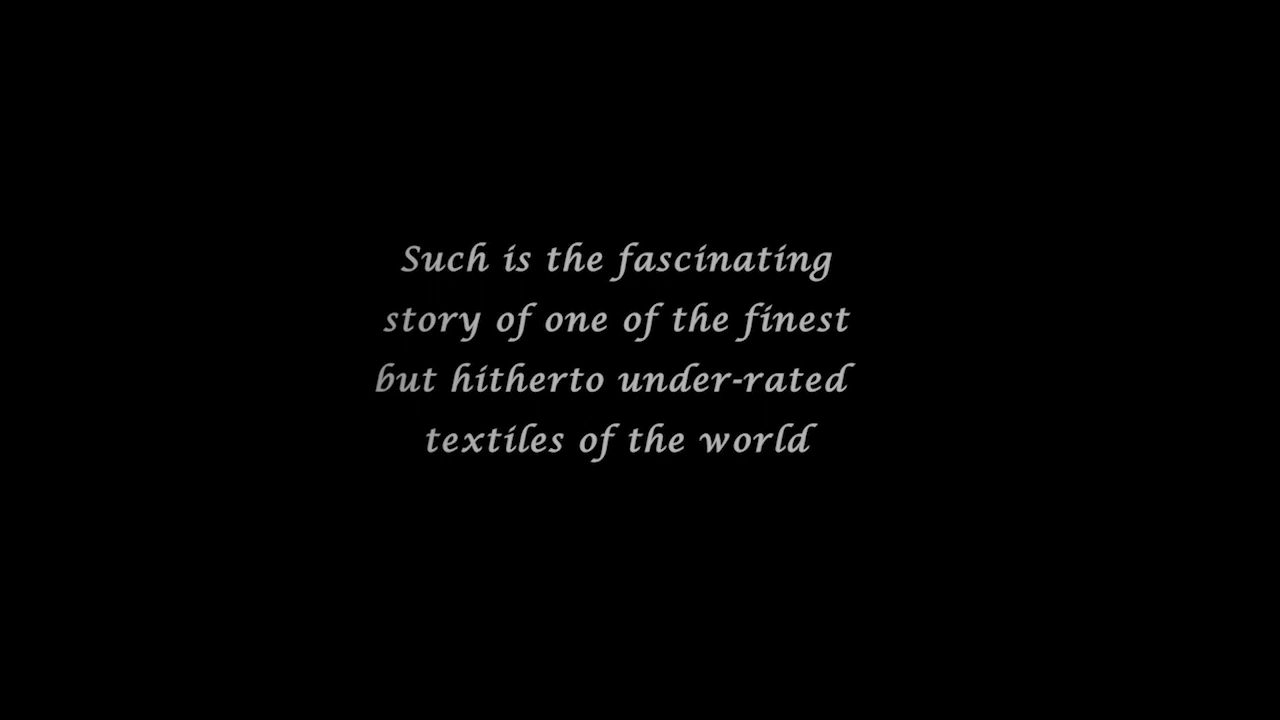 Such is the fascinating
story of one of the finest
but hitherto under-rated
textiles of the world